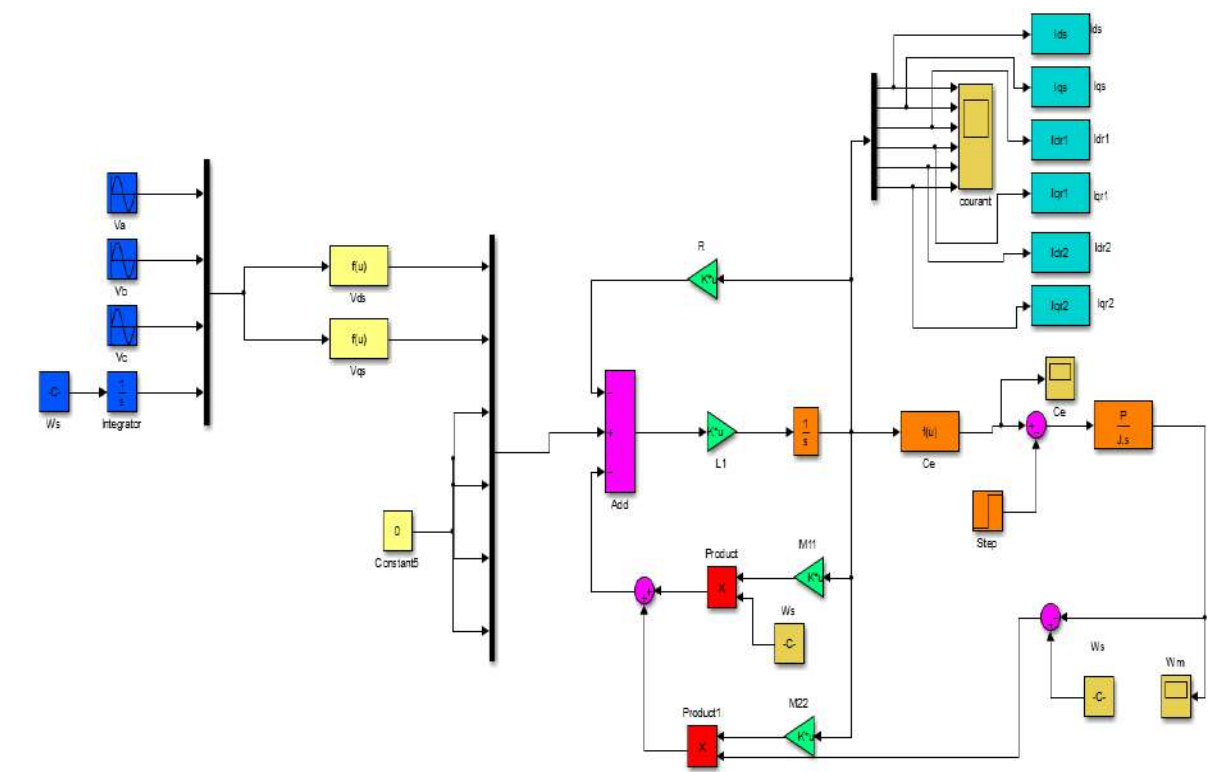 Ids
Ids
Iqs
Iqs
Idr1
Idr1
Iqr1
Iqr1
Idr2
Idr2
Iqr2
Iqr2
courant
Va
Vb
Vc
-C-
Ws
1
s
Integrator
f(u)
Vds
f(u)
Vqs
0
Constant5
R
K*u
Add
K*u
L1
1
s
f(u)
Ce
Ce
P
J.s
Step
Product
X
M11
K*u
Ws
-C-
Product1
X
M22
K*u
Ws
-C-
Wm